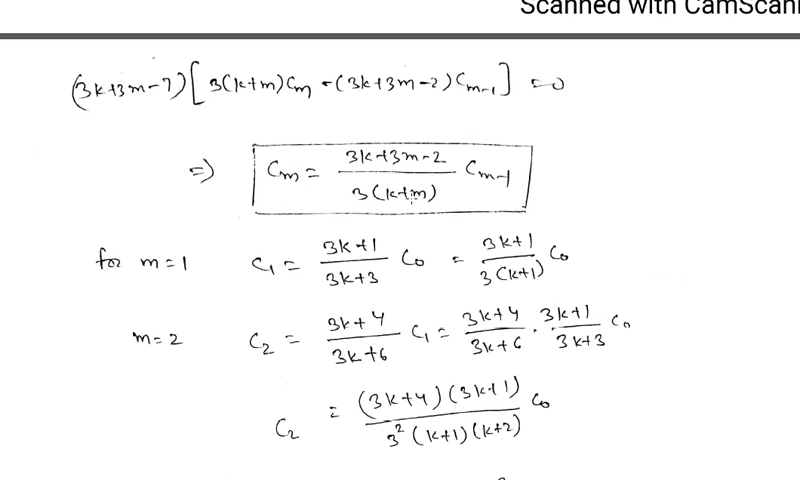 Scanned with CamScan
(3k+3m-7)[3(k+m)Cm - (3k+3m-2)Cm-1] = 0
=> Cm = (3k+3m-2)/(3(k+m)) Cm-1
for m=1 C1 = (3k+1)/(3k+3) C0 = (3k+1)/(3(k+1)) C0
m=2 C2 = (3k+4)/(3k+6) C1 = (3k+4)/(3k+6) · (3k+1)/(3k+3) C0
C2 = ((3k+4)(3k+1))/(3²(k+1)(k+2)) C0